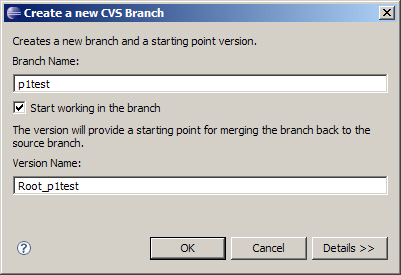 Create a new CVS Branch
Creates a new branch and a starting point version.
Branch Name:
p1test
Start working in the branch
The version will provide a starting point for merging the branch back to the
source branch.
Version Name:
Root_p1test
?
OK
Cancel
Details >>